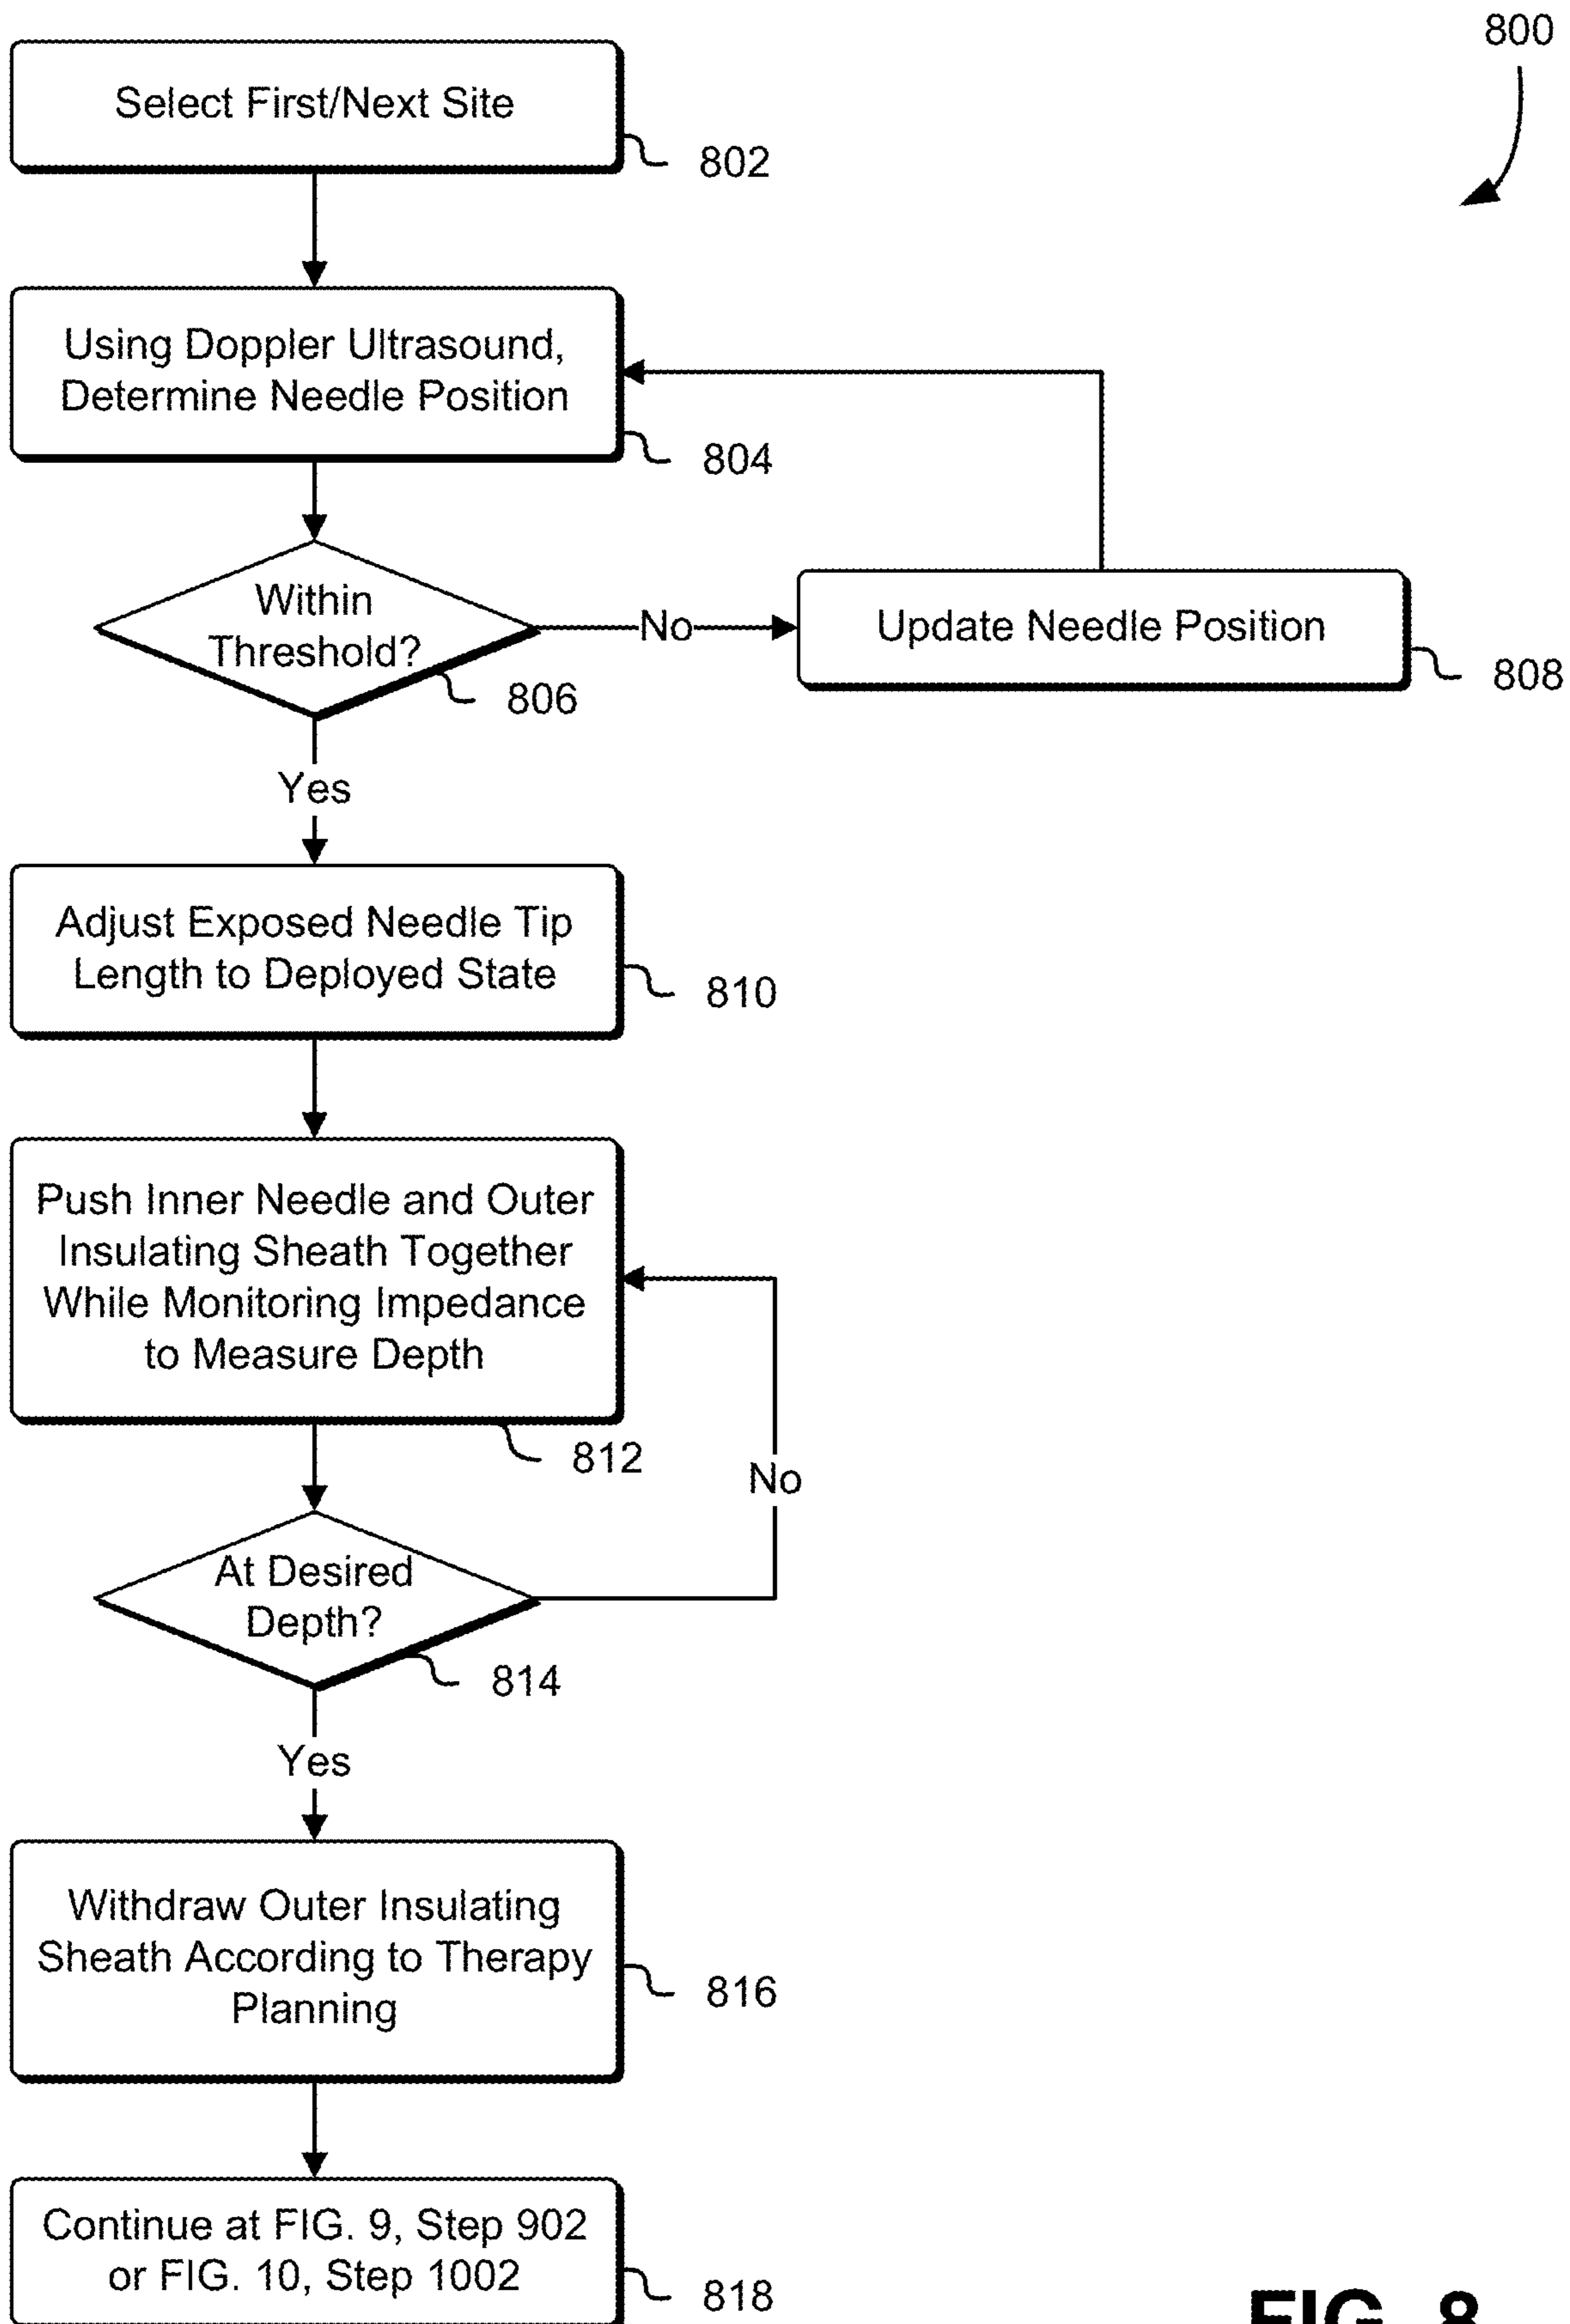 800
Select First/Next Site
802
Using Doppler Ultrasound,
Determine Needle Position
804
Within
Threshold?
806
No
Update Needle Position
808
Yes
Adjust Exposed Needle Tip
Length to Deployed State
810
Push Inner Needle and Outer
Insulating Sheath Together
While Monitoring Impedance
to Measure Depth
812
No
At Desired
Depth?
814
Yes
Withdraw Outer Insulating
Sheath According to Therapy
Planning
816
Continue at FIG. 9, Step 902
or FIG. 10, Step 1002
818
FIG. 8